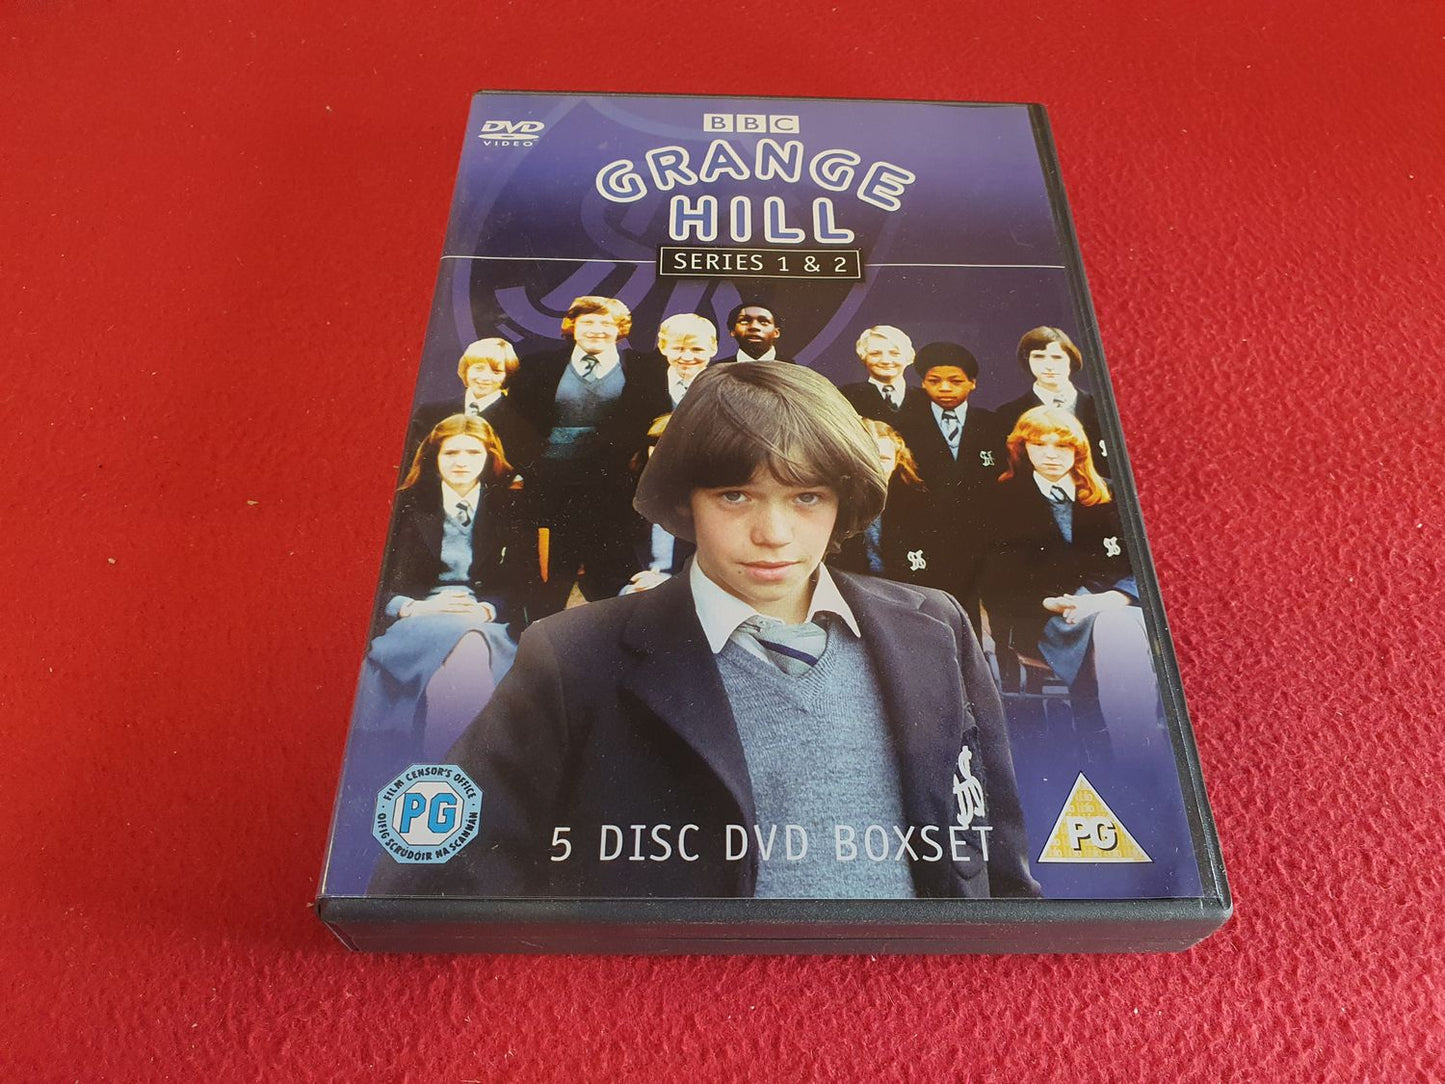 DVD
VIDEO
BBC
GRANGE
HILL
SERIES 1 & 2
FILM CENSOR'S OFFICE
PG
OIFIG SCRÚDÓIR NA SCANNÁN
5 DISC DVD BOXSET
PG